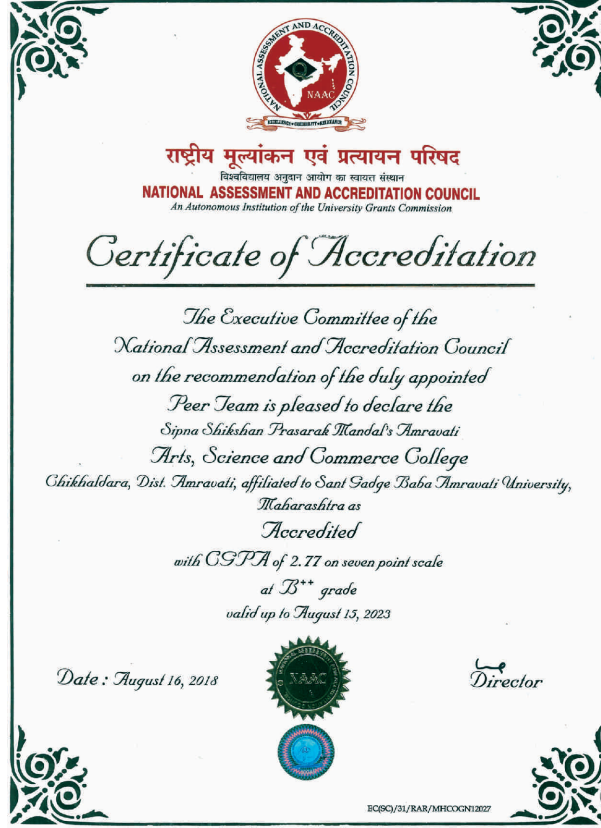 NATIONAL ASSESSMENT AND ACCREDITATION COUNCIL
NAAC
EXCELLENCE • CREDIBILITY • RELEVANCE
राष्ट्रीय मूल्यांकन एवं प्रत्यायन परिषद
विश्वविद्यालय अनुदान आयोग का स्वायत्त संस्थान
NATIONAL ASSESSMENT AND ACCREDITATION COUNCIL
An Autonomous Institution of the University Grants Commission
Certificate of Accreditation
The Executive Committee of the
National Assessment and Accreditation Council
on the recommendation of the duly appointed
Peer Team is pleased to declare the
Sipna Shikshan Prasarak Mandal's Amravati
Arts, Science and Commerce College
Chikhaldara, Dist. Amravati, affiliated to Sant Gadge Baba Amravati University,
Maharashtra as
Accredited
with CGPA of 2.77 on seven point scale
at B++ grade
valid up to August 15, 2023
Date : August 16, 2018
NAAC
Director
EC(SC)/31/RAR/MHCOGN12027